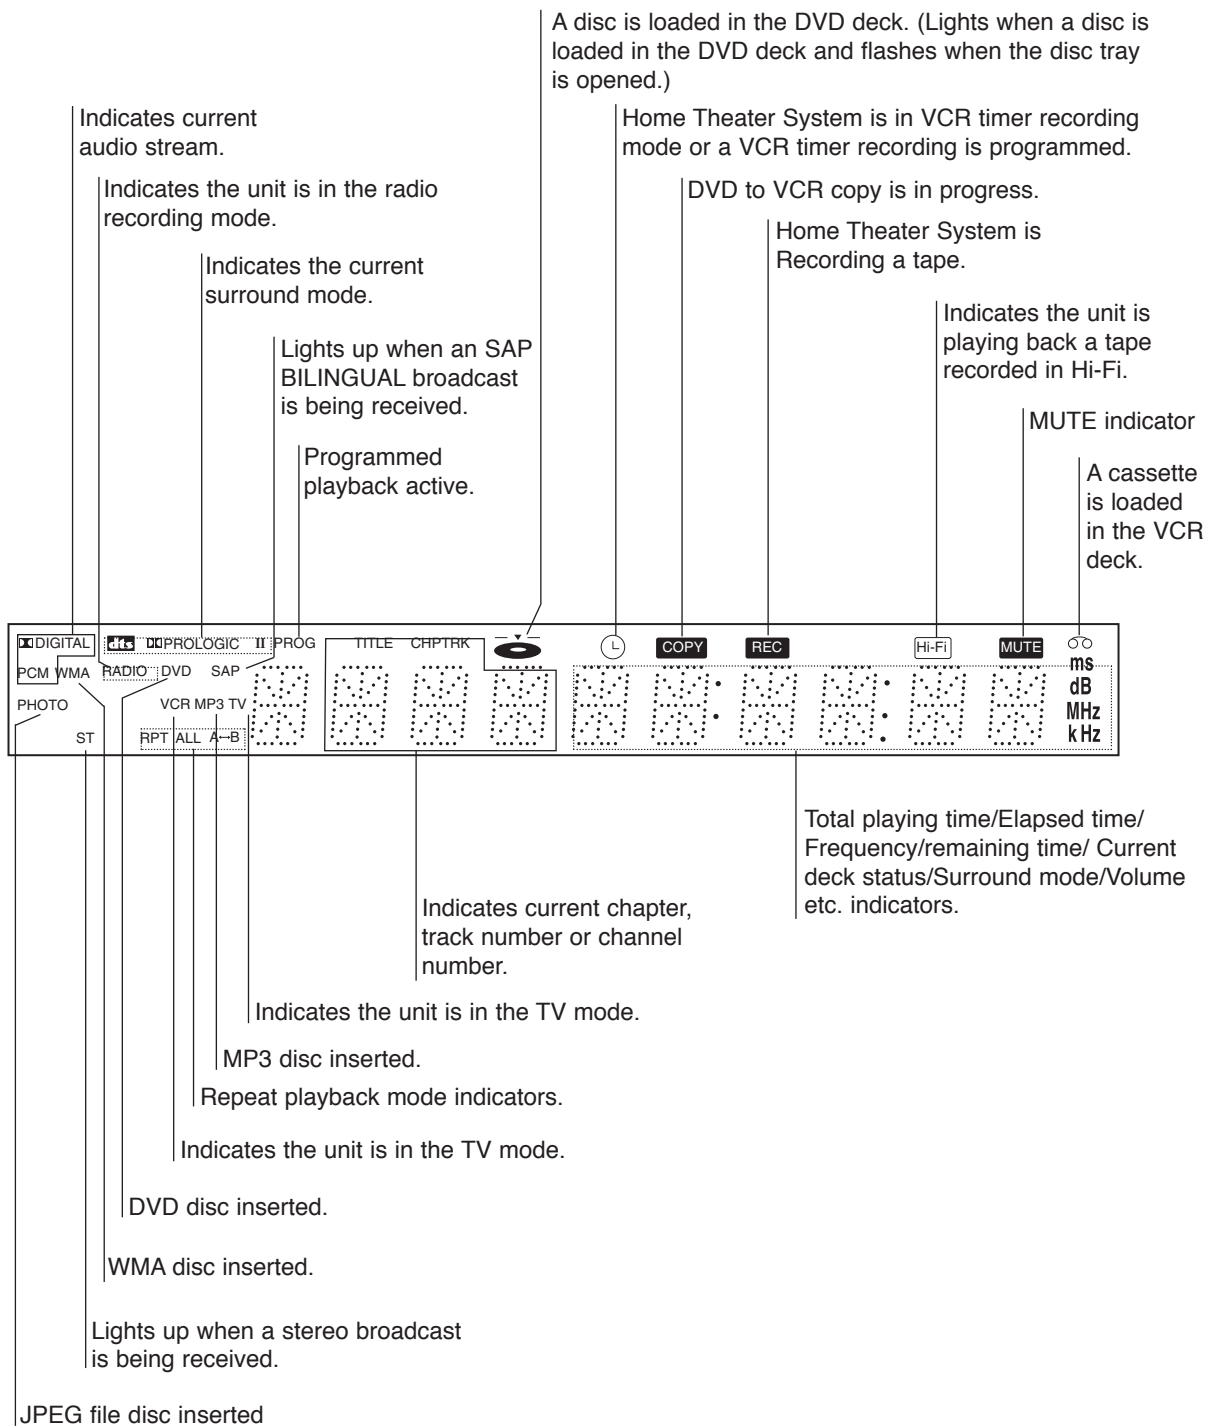 A disc is loaded in the DVD deck. (Lights when a disc is
loaded in the DVD deck and flashes when the disc tray
is opened.)
Indicates current
audio stream.
Home Theater System is in VCR timer recording
mode or a VCR timer recording is programmed.
Indicates the unit is in the radio
recording mode.
DVD to VCR copy is in progress.
Home Theater System is
Recording a tape.
Indicates the current
surround mode.
Indicates the unit is
playing back a tape
recorded in Hi-Fi.
Lights up when an SAP
BILINGUAL broadcast
is being received.
MUTE indicator
Programmed
playback active.
A cassette
is loaded
in the VCR
deck.
DIGITAL dts PROLOGIC II PROG TITLE CHPTRK COPY REC Hi-Fi MUTE
PCM WMA RADIO DVD SAP ms
dB
PHOTO VCR MP3 TV MHz
ST RPT ALL A↔B kHz
Total playing time/Elapsed time/
Frequency/remaining time/ Current
deck status/Surround mode/Volume
etc. indicators.
Indicates current chapter,
track number or channel
number.
Indicates the unit is in the TV mode.
MP3 disc inserted.
Repeat playback mode indicators.
Indicates the unit is in the TV mode.
DVD disc inserted.
WMA disc inserted.
Lights up when a stereo broadcast
is being received.
JPEG file disc inserted